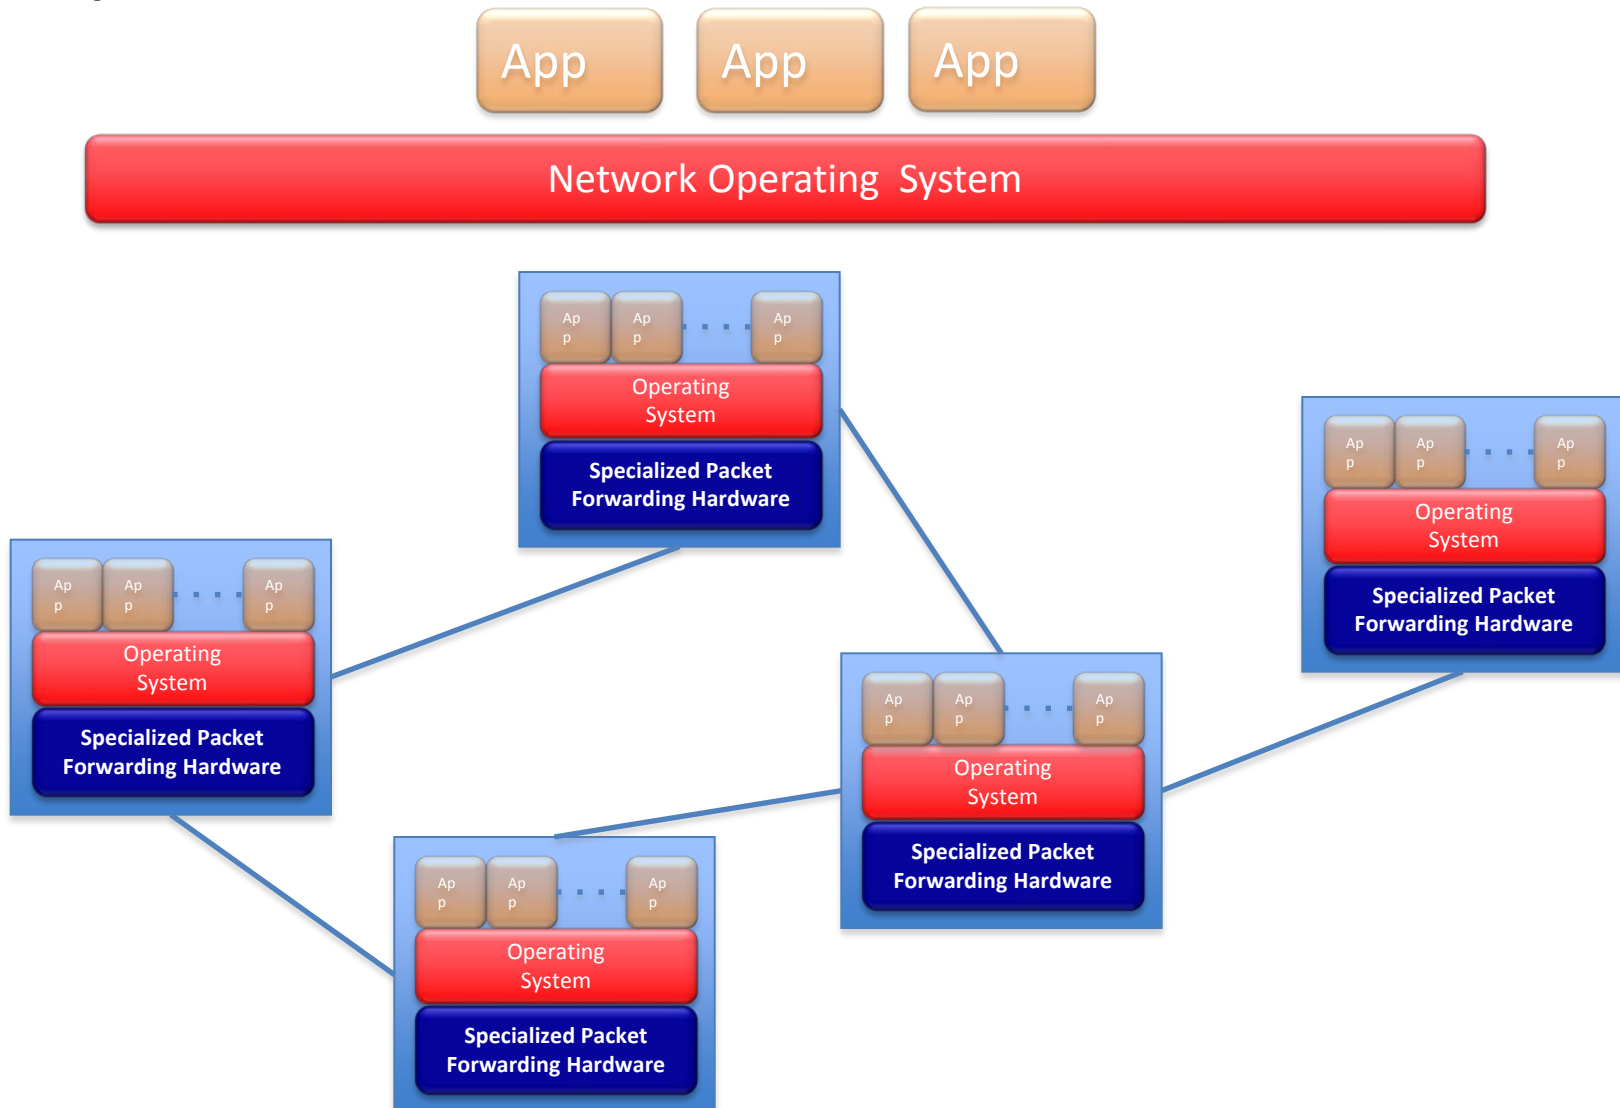 App App App
Network Operating System
Ap
p
Ap
p
Ap
p
Operating
System
Specialized Packet
Forwarding Hardware
Ap
p
Ap
p
Ap
p
Operating
System
Specialized Packet
Forwarding Hardware
Ap
p
Ap
p
Ap
p
Operating
System
Specialized Packet
Forwarding Hardware
Ap
p
Ap
p
Ap
p
Operating
System
Specialized Packet
Forwarding Hardware
Ap
p
Ap
p
Ap
p
Operating
System
Specialized Packet
Forwarding Hardware